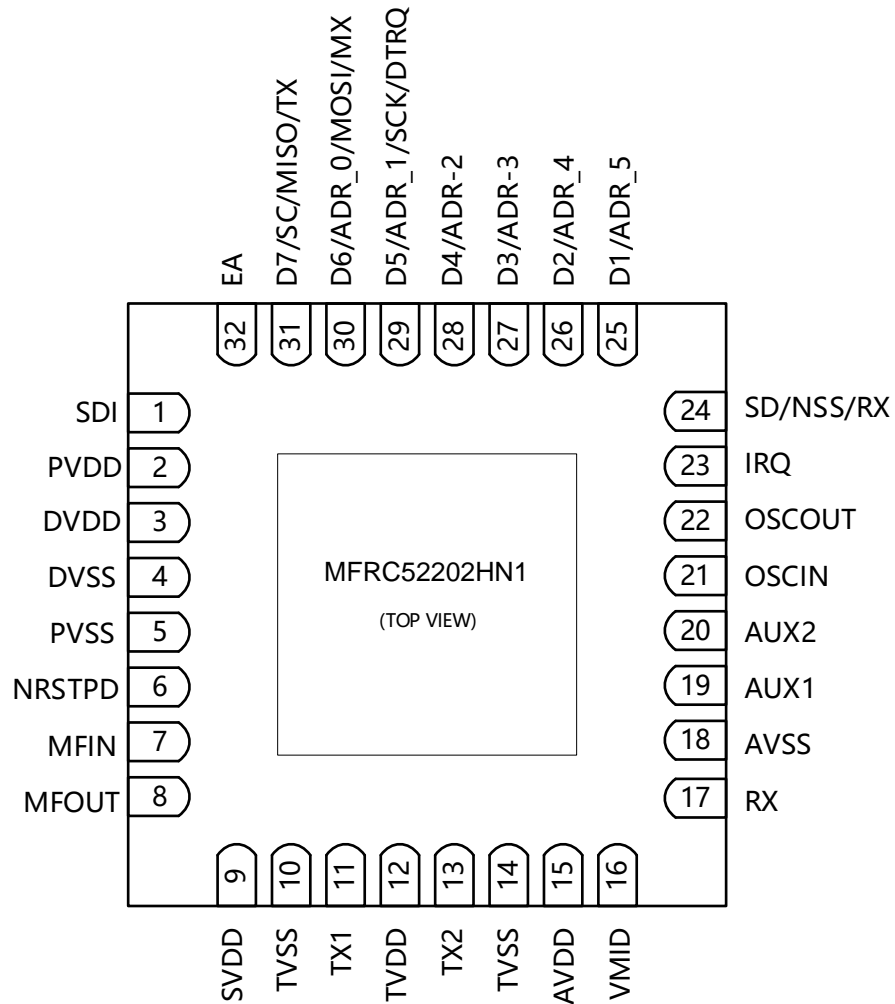 EA
D7/SC/MISO/TX
D6/ADR_0/MOSI/MX
D5/ADR_1/SCK/DTRQ
D4/ADR-2
D3/ADR-3
D2/ADR_4
D1/ADR_5
32
31
30
29
28
27
26
25
SDI 1
PVDD 2
DVDD 3
DVSS 4
PVSS 5
NRSTPD 6
MFIN 7
MFOUT 8
MFRC52202HN1
(TOP VIEW)
24 SD/NSS/RX
23 IRQ
22 OSCOUT
21 OSCIN
20 AUX2
19 AUX1
18 AVSS
17 RX
9
10
11
12
13
14
15
16
SVDD
TVSS
TX1
TVDD
TX2
TVSS
AVDD
VMID